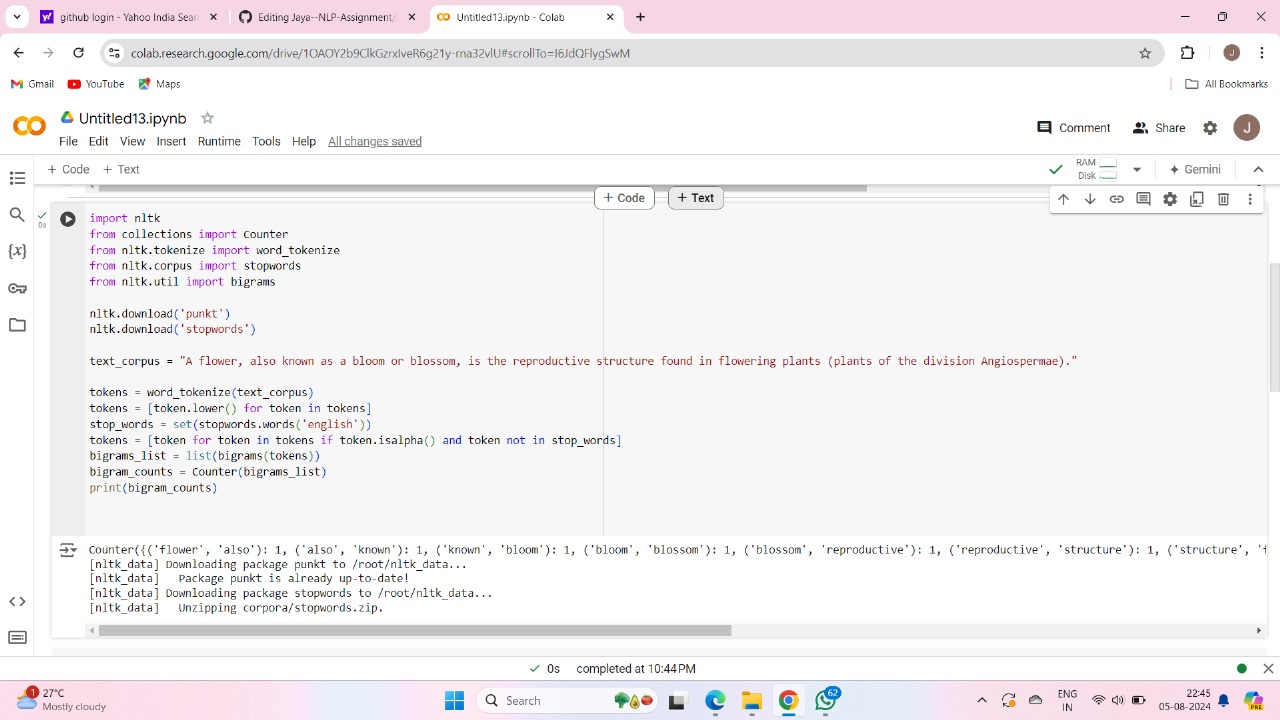 github login - Yahoo India Sear
Editing Jaya--NLP-Assignment/
Untitled13.ipynb - Colab
colab.research.google.com/drive/1OAOY2b9ClkGzrxIveR6g21y-rna32vlU#scrollTo=I6JdQFlygSwM
J
Gmail YouTube Maps All Bookmarks
Untitled13.ipynb
Comment Share J
File Edit View Insert Runtime Tools Help All changes saved
+ Code + Text RAM Disk Gemini
+ Code + Text
0s
import nltk
from collections import Counter
from nltk.tokenize import word_tokenize
from nltk.corpus import stopwords
from nltk.util import bigrams
nltk.download('punkt')
nltk.download('stopwords')
text_corpus = "A flower, also known as a bloom or blossom, is the reproductive structure found in flowering plants (plants of the division Angiospermae)."
tokens = word_tokenize(text_corpus)
tokens = [token.lower() for token in tokens]
stop_words = set(stopwords.words('english'))
tokens = [token for token in tokens if token.isalpha() and token not in stop_words]
bigrams_list = list(bigrams(tokens))
bigram_counts = Counter(bigrams_list)
print(bigram_counts)
Counter({('flower', 'also'): 1, ('also', 'known'): 1, ('known', 'bloom'): 1, ('bloom', 'blossom'): 1, ('blossom', 'reproductive'): 1, ('reproductive', 'structure'): 1, ('structure',
[nltk_data] Downloading package punkt to /root/nltk_data...
[nltk_data]   Package punkt is already up-to-date!
[nltk_data] Downloading package stopwords to /root/nltk_data...
[nltk_data]   Unzipping corpora/stopwords.zip.
0s completed at 10:44 PM
1
27°C
Mostly cloudy
Search
62
ENG
IN
22:45
05-08-2024
PRE